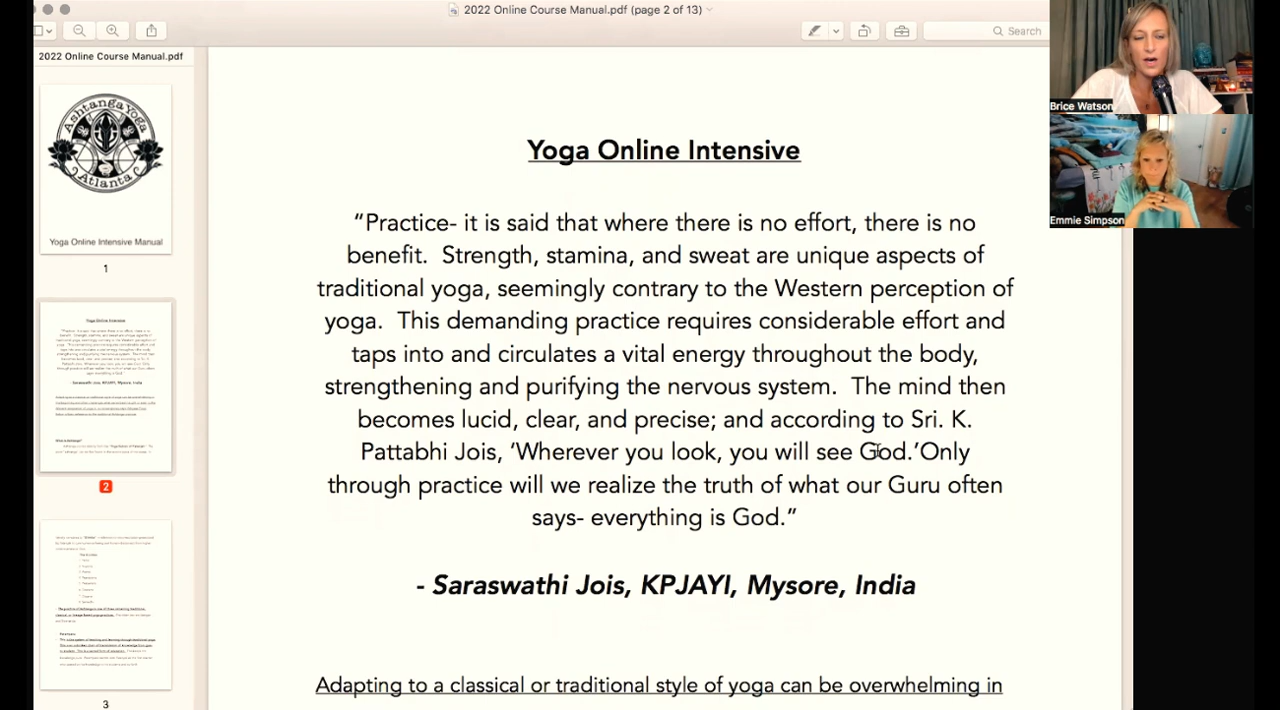 2022 Online Course Manual.pdf (page 2 of 13)
Search
2022 Online Course Manual.pdf
Ashtanga Yoga
Atlanta
Yoga Online Intensive Manual
1
2
3
Yoga Online Intensive
“Practice- it is said that where there is no effort, there is no
benefit.  Strength, stamina, and sweat are unique aspects of
traditional yoga, seemingly contrary to the Western perception of
yoga.  This demanding practice requires considerable effort and
taps into and circulates a vital energy throughout the body,
strengthening and purifying the nervous system.  The mind then
becomes lucid, clear, and precise; and according to Sri. K.
Pattabhi Jois, ‘Wherever you look, you will see God.’Only
through practice will we realize the truth of what our Guru often
says- everything is God.”
- Saraswathi Jois, KPJAYI, Mysore, India
Adapting to a classical or traditional style of yoga can be overwhelming in
Brice Watson
Emmie Simpson